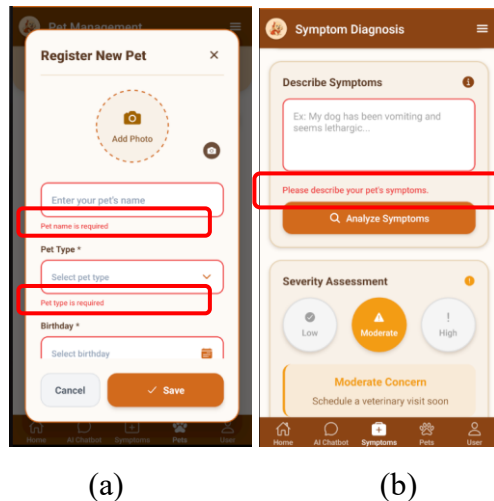 Pet Management
Register New Pet
Add Photo
Enter your pet's name
Pet name is required
Pet Type *
Select pet type
Pet type is required
Birthday *
Select birthday
Cancel
Save
Home AI Chatbot Symptoms Pets User
(a)
Symptom Diagnosis
Describe Symptoms
Ex: My dog has been vomiting and
seems lethargic...
Please describe your pet's symptoms.
Analyze Symptoms
Severity Assessment
Low Moderate High
Moderate Concern
Schedule a veterinary visit soon
Home AI Chatbot Symptoms Pets User
(b)